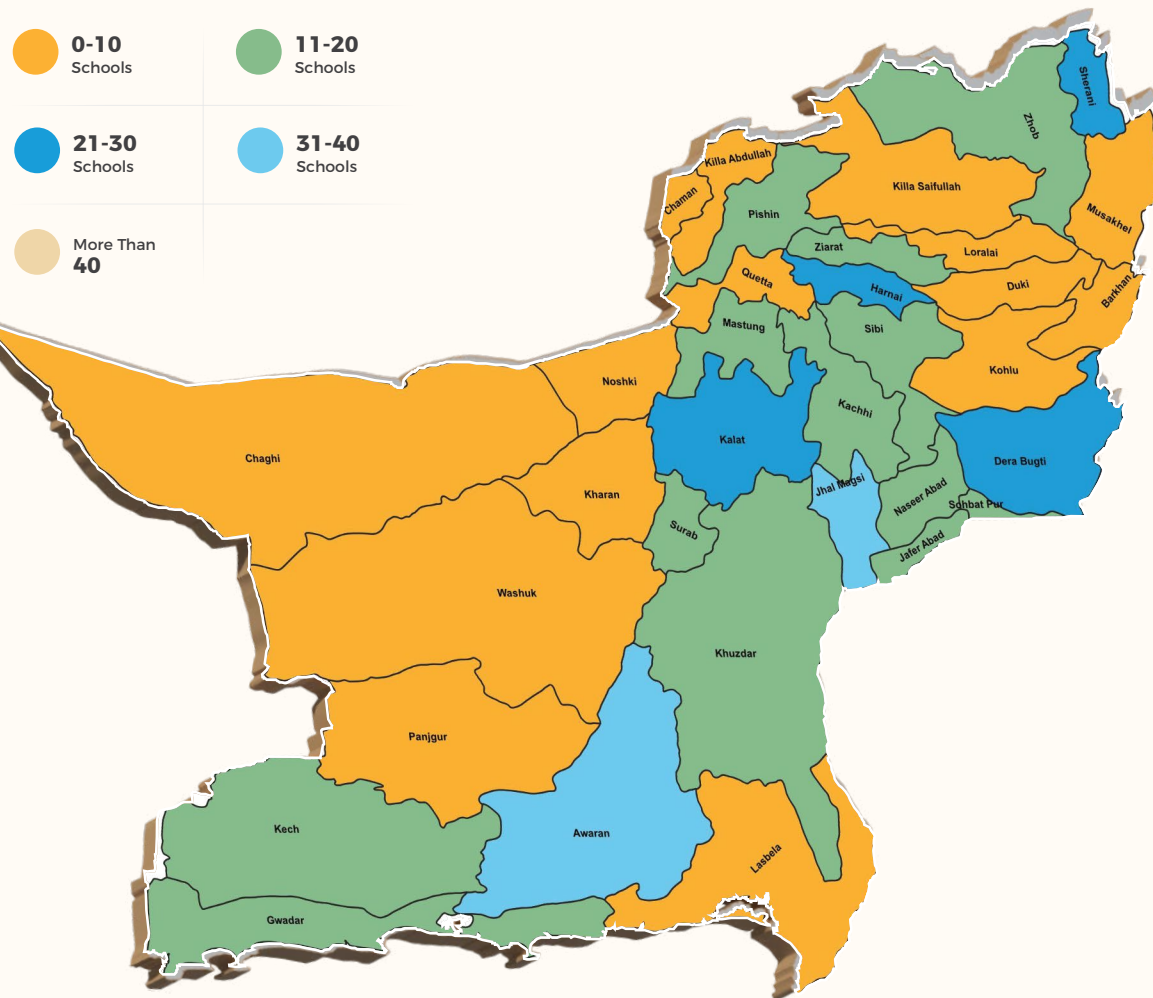 0-10
Schools
11-20
Schools
21-30
Schools
31-40
Schools
More Than
40
Sherani
Zhob
Killa Abdullah
Killa Saifullah
Chaman
Musakhel
Pishin
Ziarat
Loralai
Quetta
Harnai
Duki
Barkhan
Mastung
Sibi
Kohlu
Noshki
Kachhi
Kalat
Chaghi
Dera Bugti
Jhal Magsi
Kharan
Naseer Abad
Sohbat Pur
Surab
Jafer Abad
Washuk
Khuzdar
Panjgur
Kech
Awaran
Lasbela
Gwadar